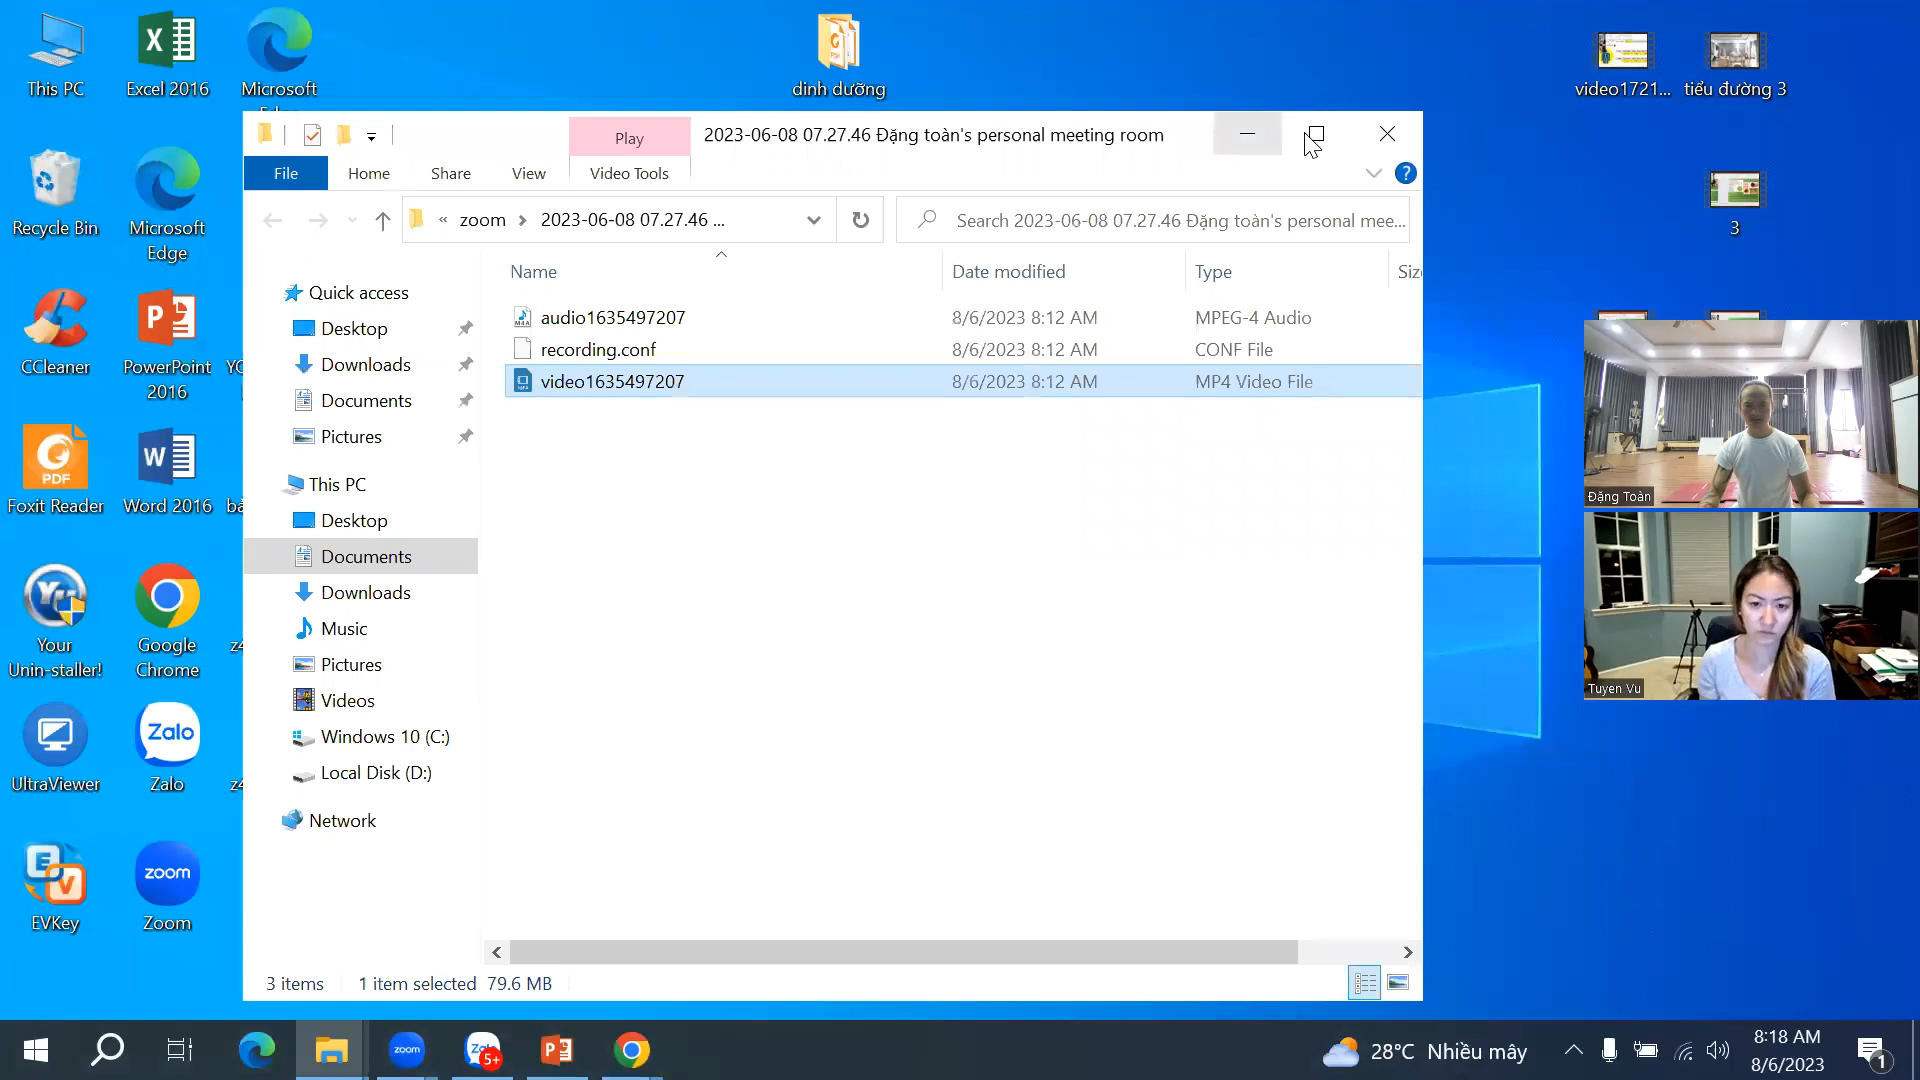 This PC
Excel 2016
Microsoft
dinh dưỡng
video1721...
tiểu đường 3
Play
2023-06-08 07.27.46 Đặng toàn's personal meeting room
File
Home
Share
View
Video Tools
?
« zoom > 2023-06-08 07.27.46 ...
Search 2023-06-08 07.27.46 Đặng toàn's personal mee...
Recycle Bin
Microsoft
Edge
3
Name
Date modified
Type
audio1635497207
8/6/2023 8:12 AM
MPEG-4 Audio
recording.conf
8/6/2023 8:12 AM
CONF File
video1635497207
8/6/2023 8:12 AM
MP4 Video File
Quick access
Desktop
Downloads
Documents
Pictures
This PC
Desktop
Documents
Downloads
Music
Pictures
Videos
Windows 10 (C:)
Local Disk (D:)
Network
CCleaner
PowerPoint
2016
PDF
Foxit Reader
Word 2016
Your
Unin-staller!
Google
Chrome
UltraViewer
Zalo
Zalo
EVKey
zoom
Zoom
Đặng Toàn
Tuyen Vu
3 items
1 item selected 79.6 MB
zoom
5+
28°C Nhiều mây
8:18 AM
8/6/2023
1